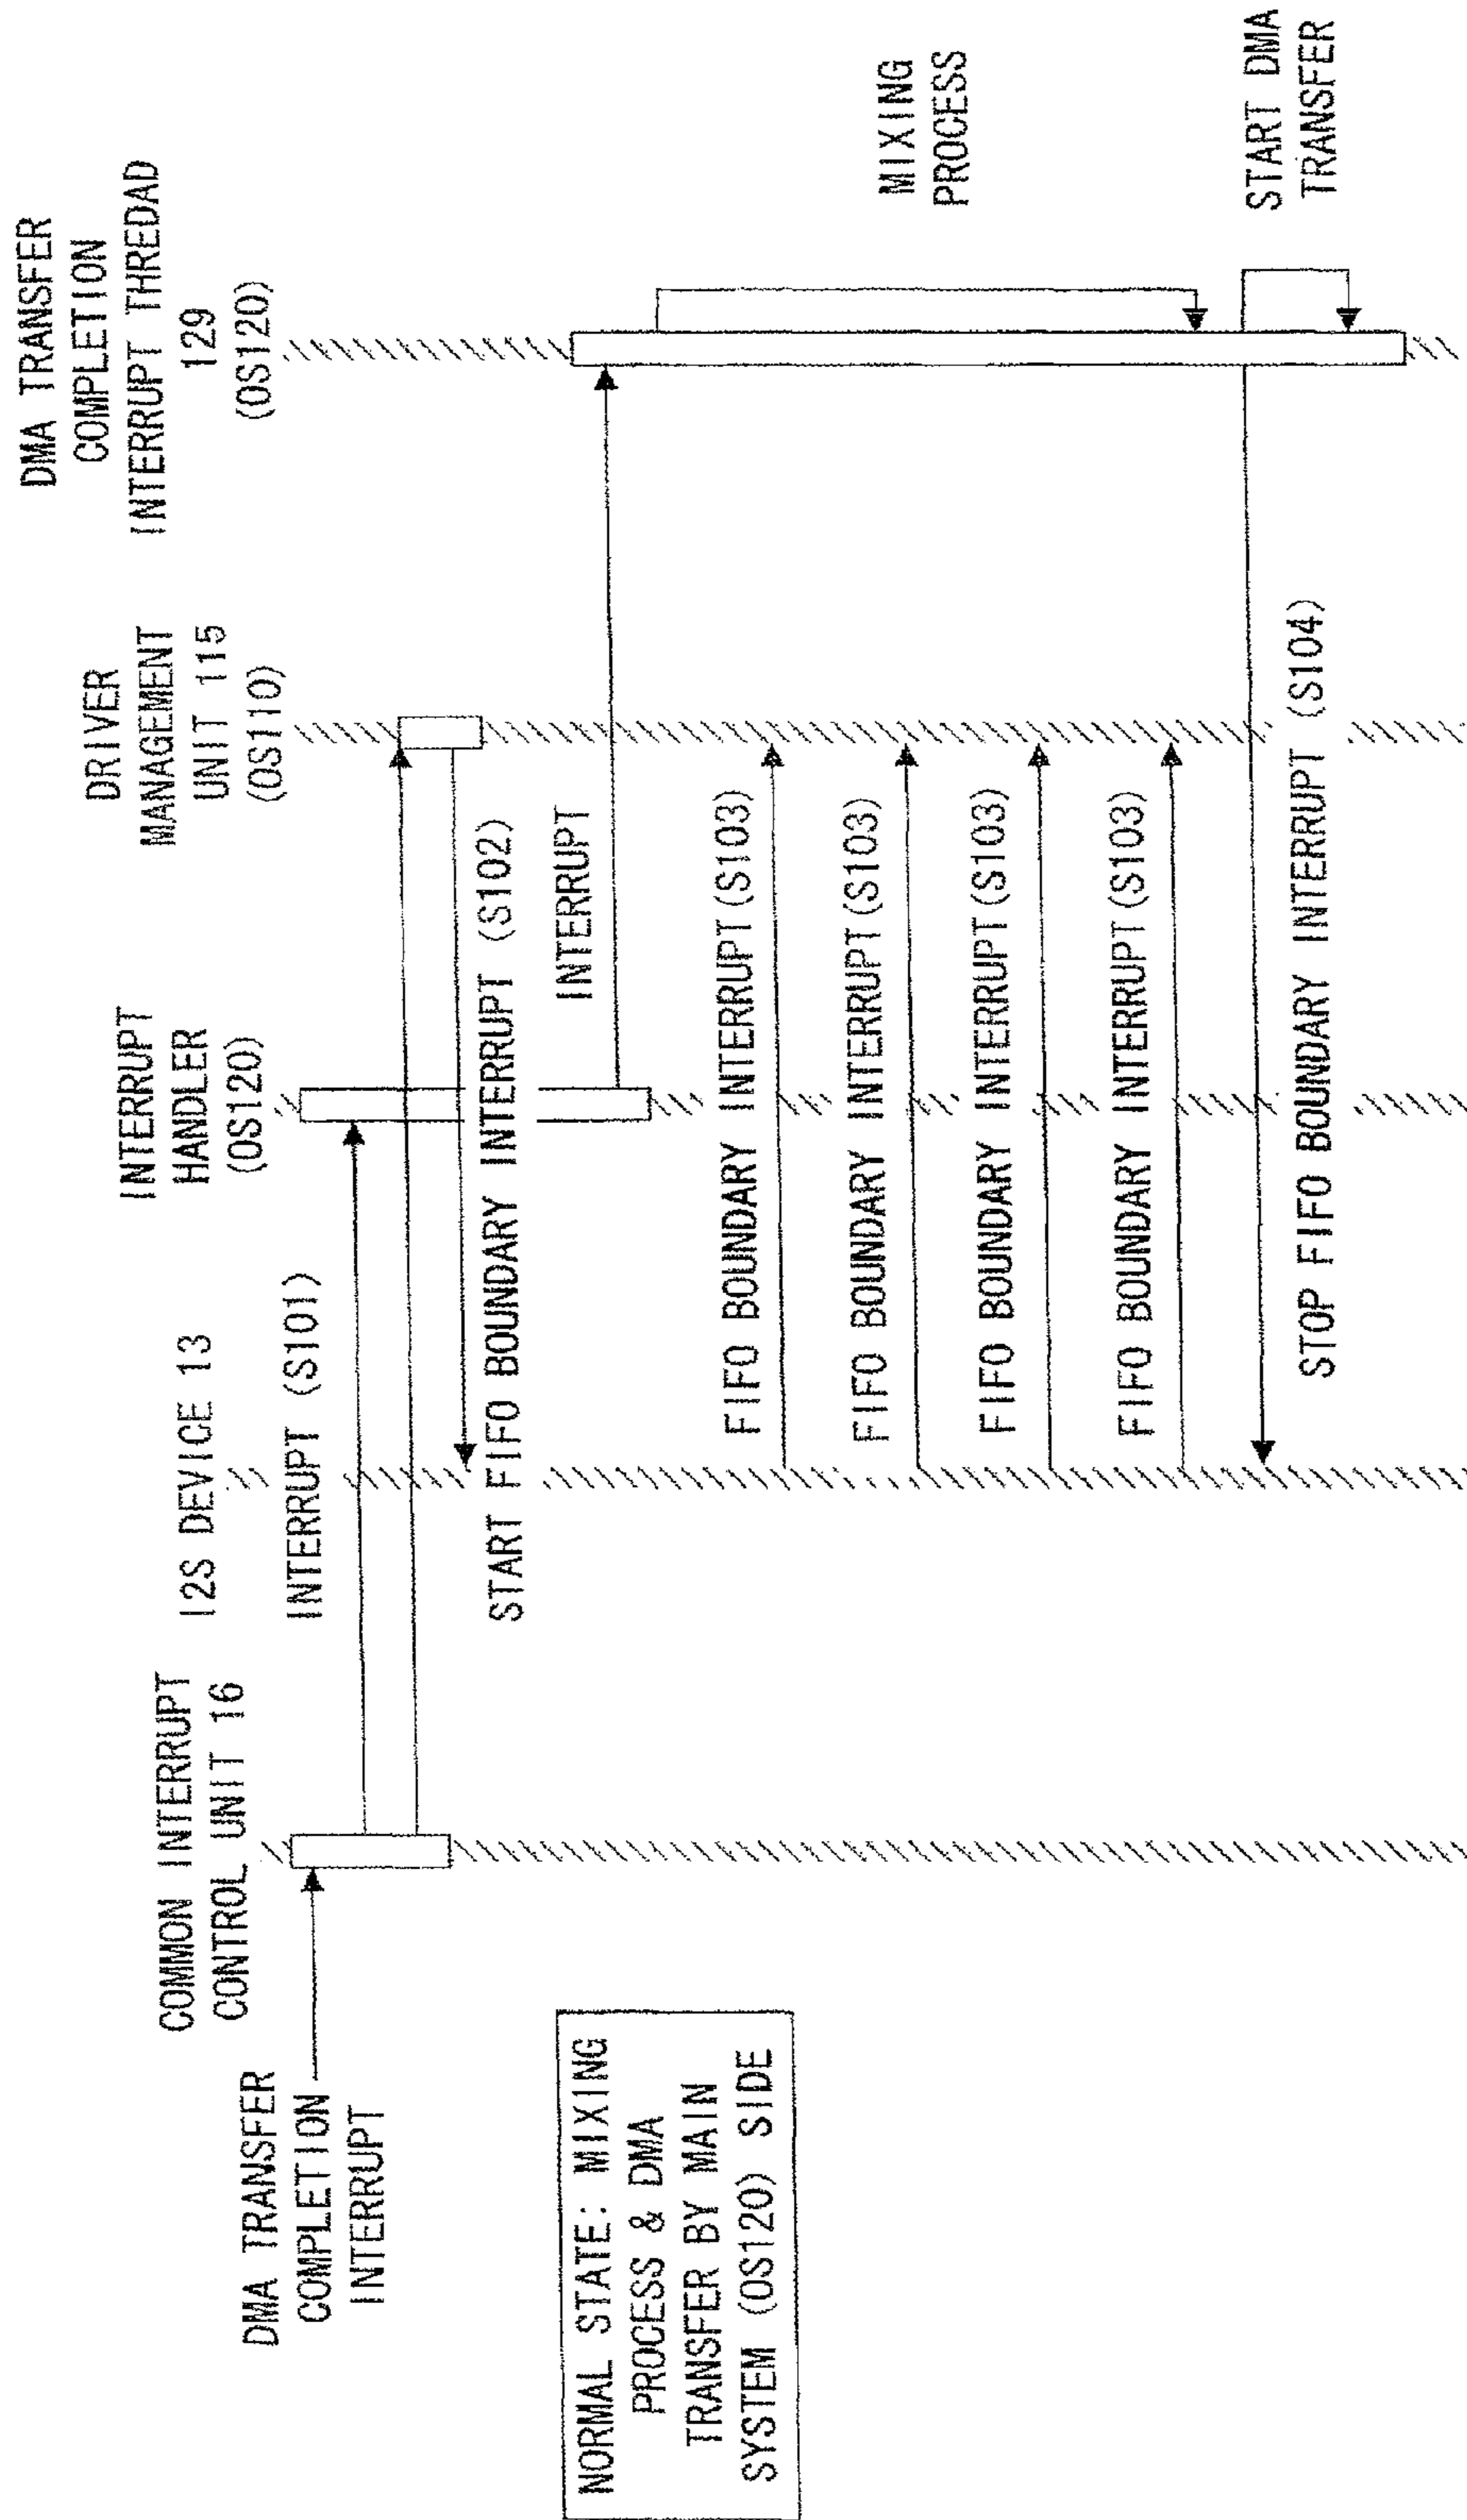 COMMON INTERRUPT
CONTROL UNIT 16
I2S DEVICE 13
INTERRUPT
HANDLER
(OS120)
DRIVER
MANAGEMENT
UNIT 115
(OS110)
DMA TRANSFER
COMPLETION
INTERRUPT THREDAD
129
(OS120)
DMA TRANSFER
COMPLETION
INTERRUPT
INTERRUPT (S101)
START FIFO BOUNDARY INTERRUPT (S102)
INTERRUPT
NORMAL STATE: MIXING
PROCESS & DMA
TRANSFER BY MAIN
SYSTEM (OS120) SIDE
FIFO BOUNDARY INTERRUPT(S103)
FIFO BOUNDARY INTERRUPT(S103)
FIFO BOUNDARY INTERRUPT(S103)
FIFO BOUNDARY INTERRUPT(S103)
MIXING
PROCESS
STOP FIFO BOUNDARY INTERRUPT (S104)
START DMA
TRANSFER